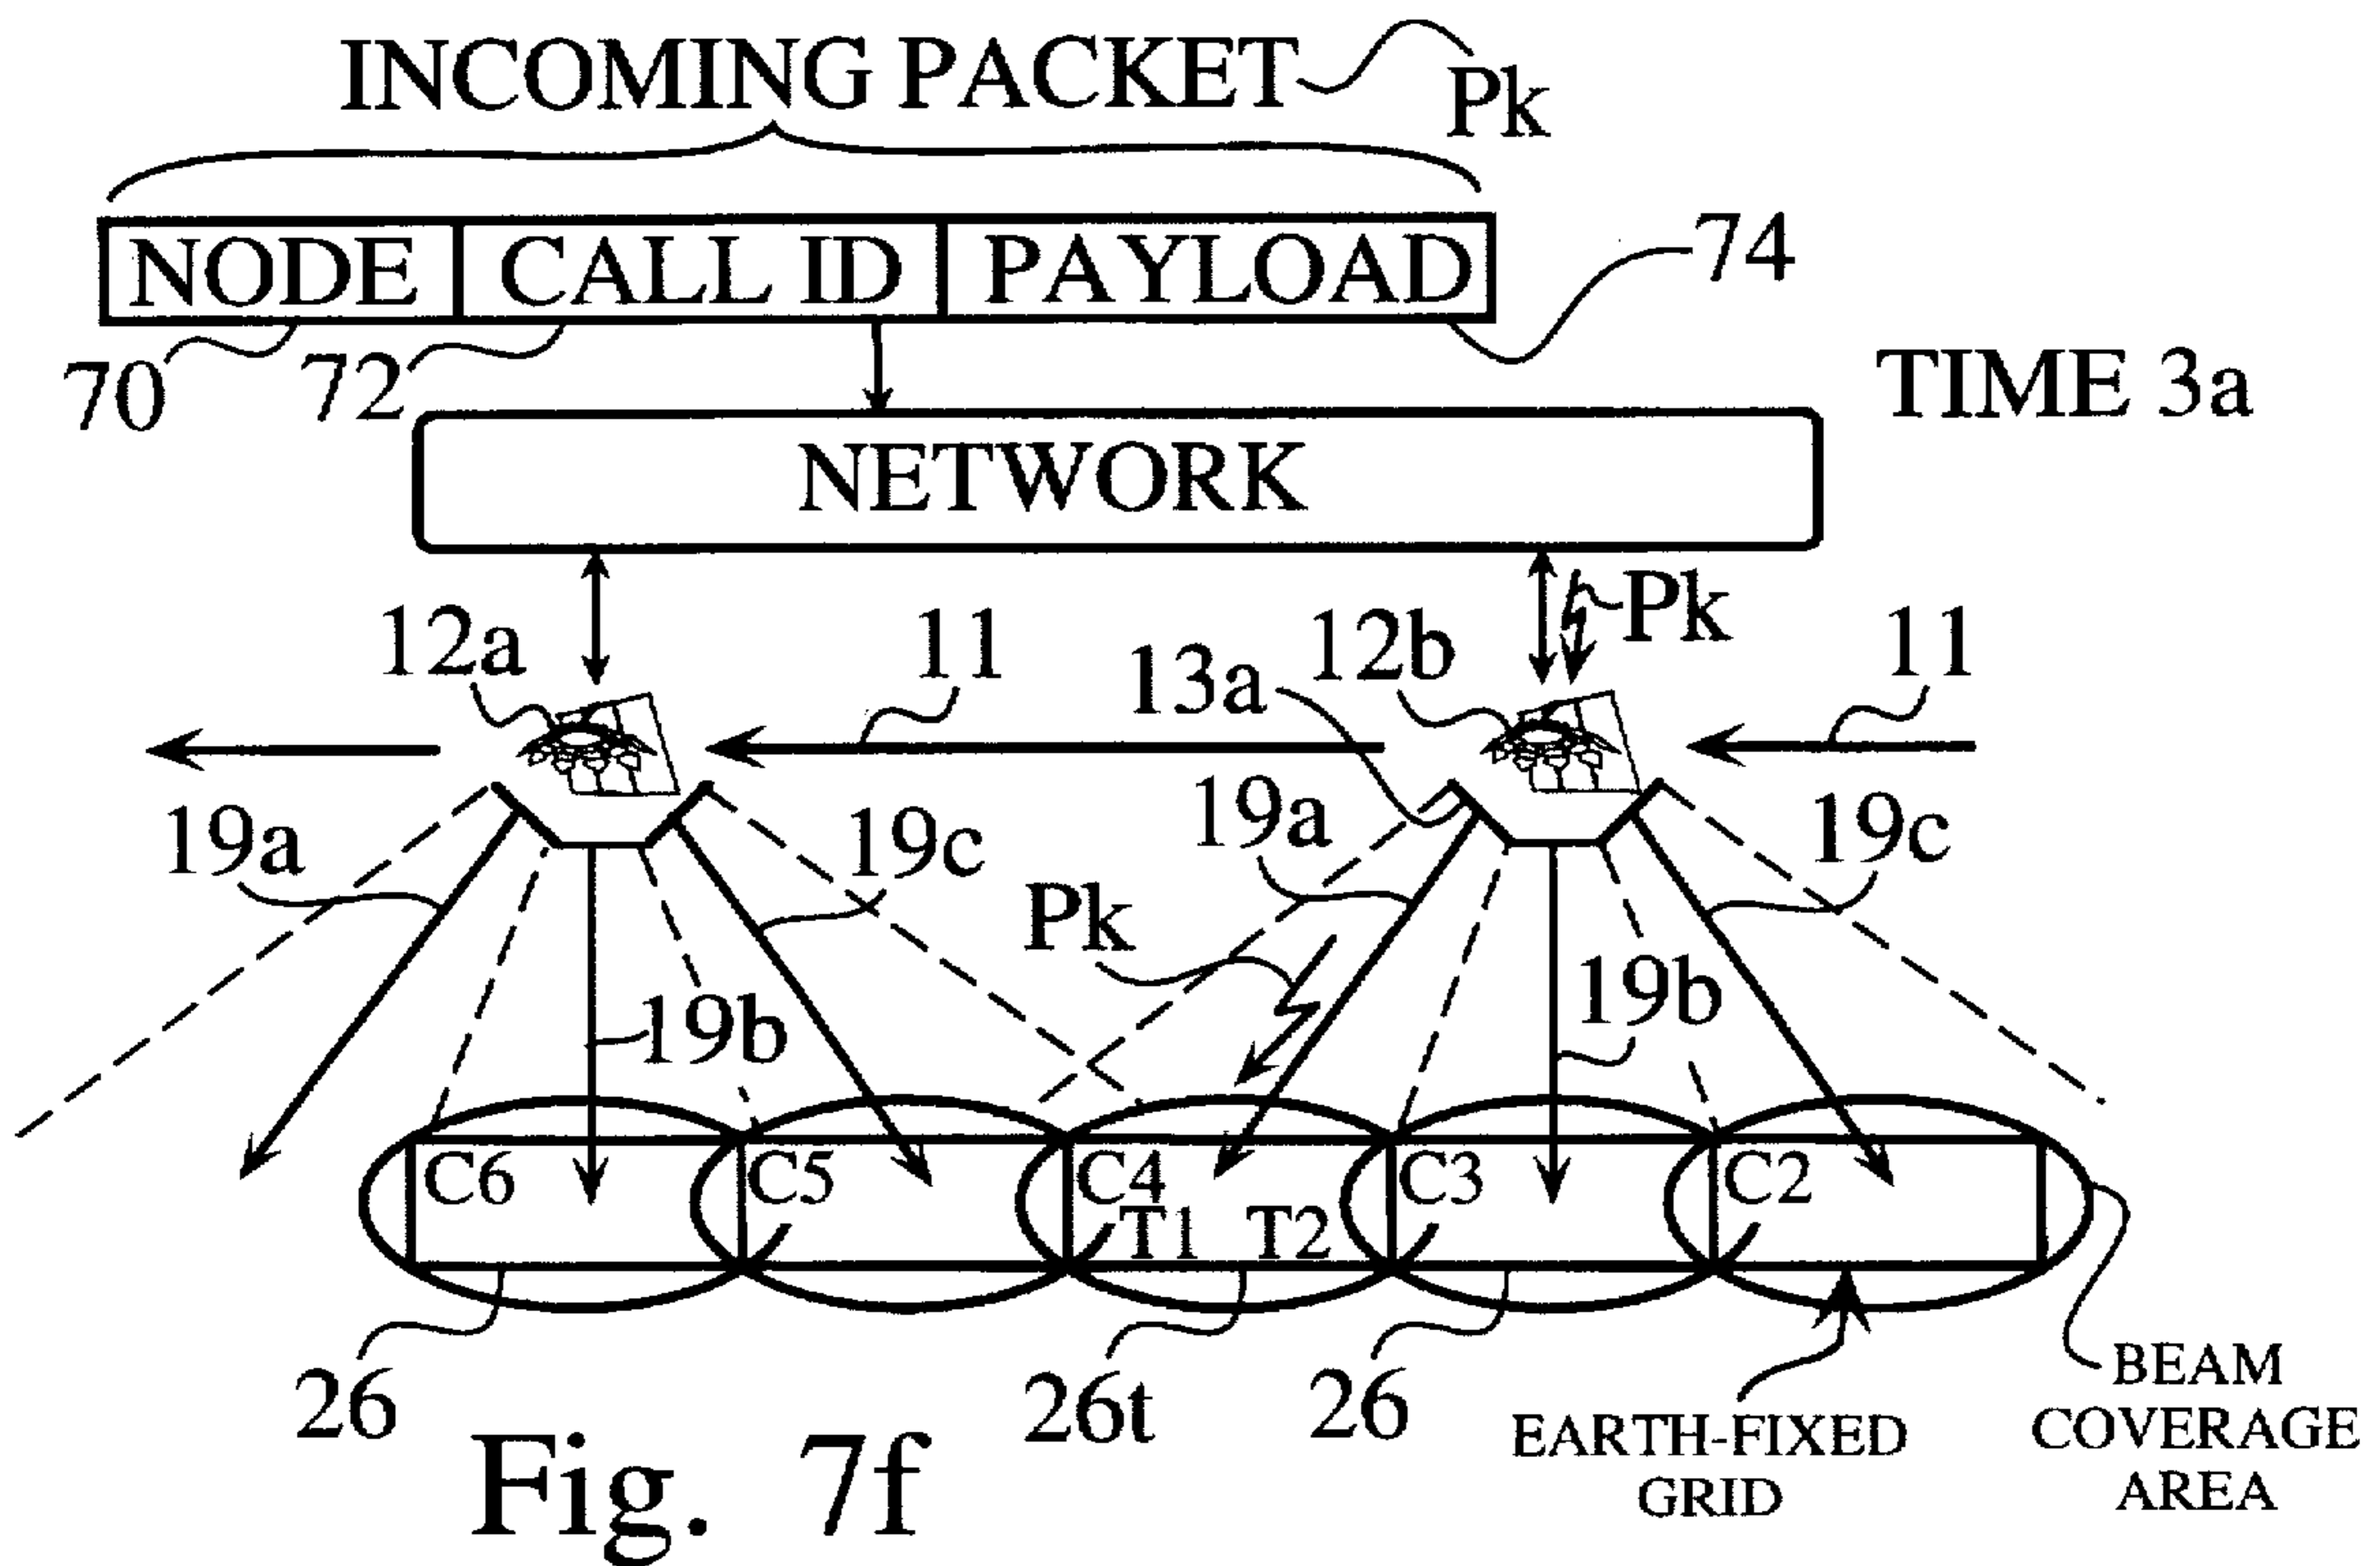 INCOMING PACKET
Pk
NODE CALL ID PAYLOAD
74
70
72
TIME 3a
NETWORK
12a
11
13a
12b
Pk
11
19a
19c
19a
19c
Pk
19b
19b
C6 C5 C4 C3 C2
T1 T2
26
26t
26
EARTH-FIXED
GRID
BEAM
COVERAGE
AREA
Fig. 7f